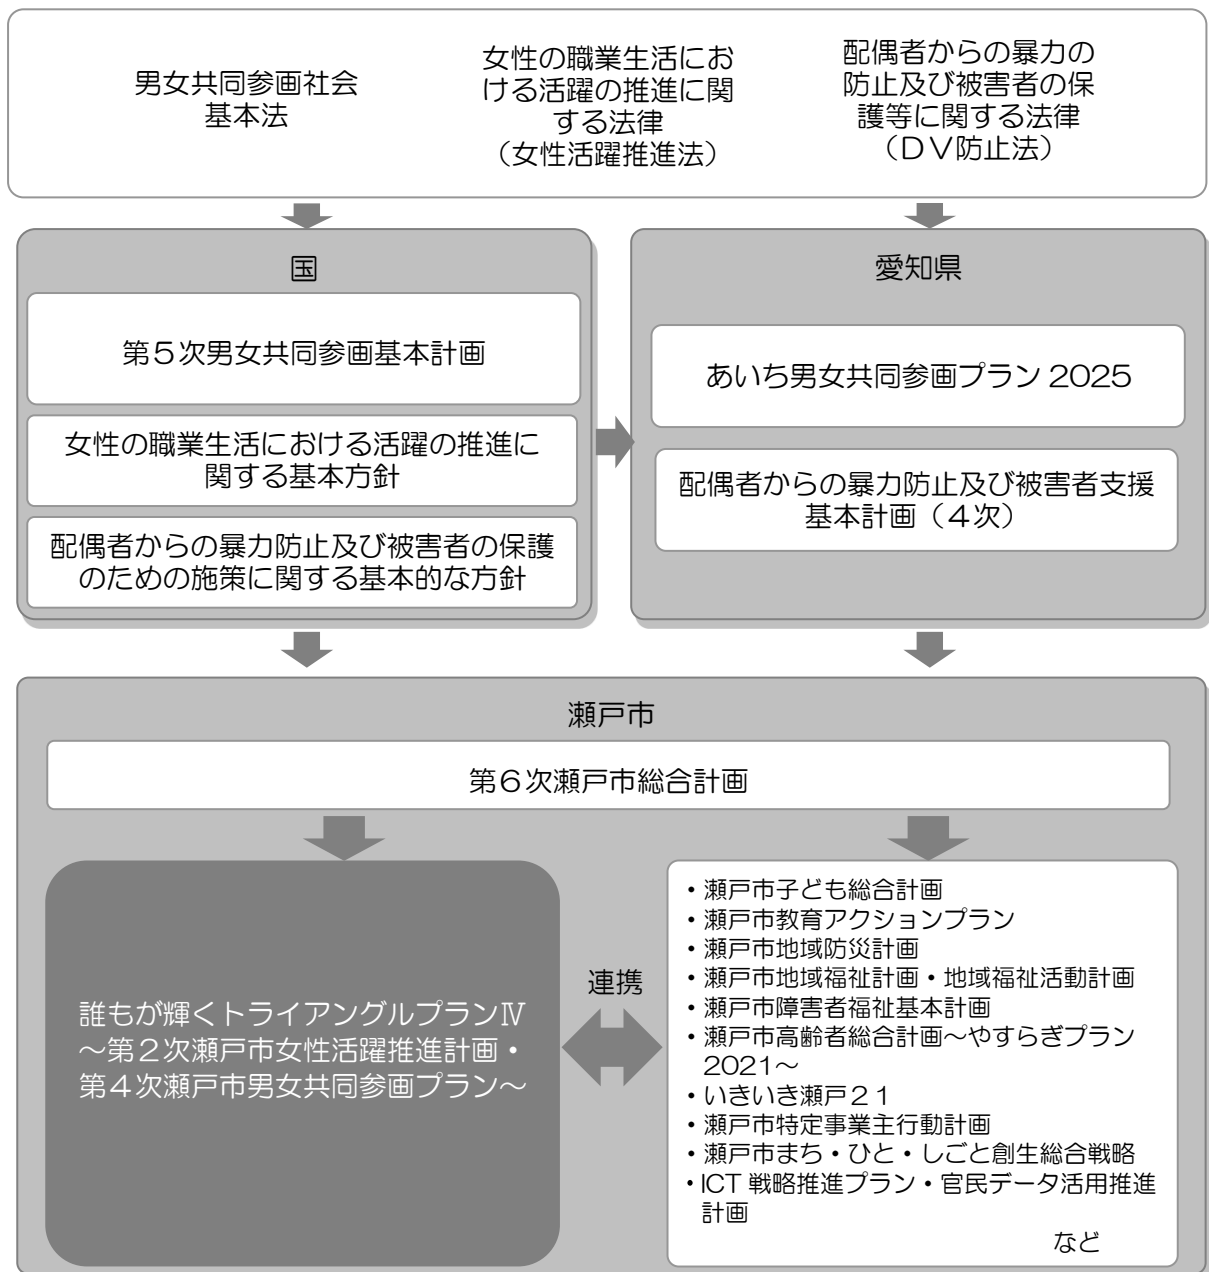 男女共同参画社会
基本法
女性の職業生活にお
ける活躍の推進に関
する法律
（女性活躍推進法）
配偶者からの暴力の
防止及び被害者の保
護等に関する法律
（ＤＶ防止法）
国
第５次男女共同参画基本計画
女性の職業生活における活躍の推進に
関する基本方針
配偶者からの暴力防止及び被害者の保護
のための施策に関する基本的な方針
愛知県
あいち男女共同参画プラン 2025
配偶者からの暴力防止及び被害者支援
基本計画（４次）
瀬戸市
第６次瀬戸市総合計画
誰もが輝くトライアングルプランⅣ
～第２次瀬戸市女性活躍推進計画・
第４次瀬戸市男女共同参画プラン～
連携
・瀬戸市子ども総合計画
・瀬戸市教育アクションプラン
・瀬戸市地域防災計画
・瀬戸市地域福祉計画・地域福祉活動計画
・瀬戸市障害者福祉基本計画
・瀬戸市高齢者総合計画～やすらぎプラン
2021～
・いきいき瀬戸２１
・瀬戸市特定事業主行動計画
・瀬戸市まち・ひと・しごと創生総合戦略
・ICT 戦略推進プラン・官民データ活用推進
計画
など